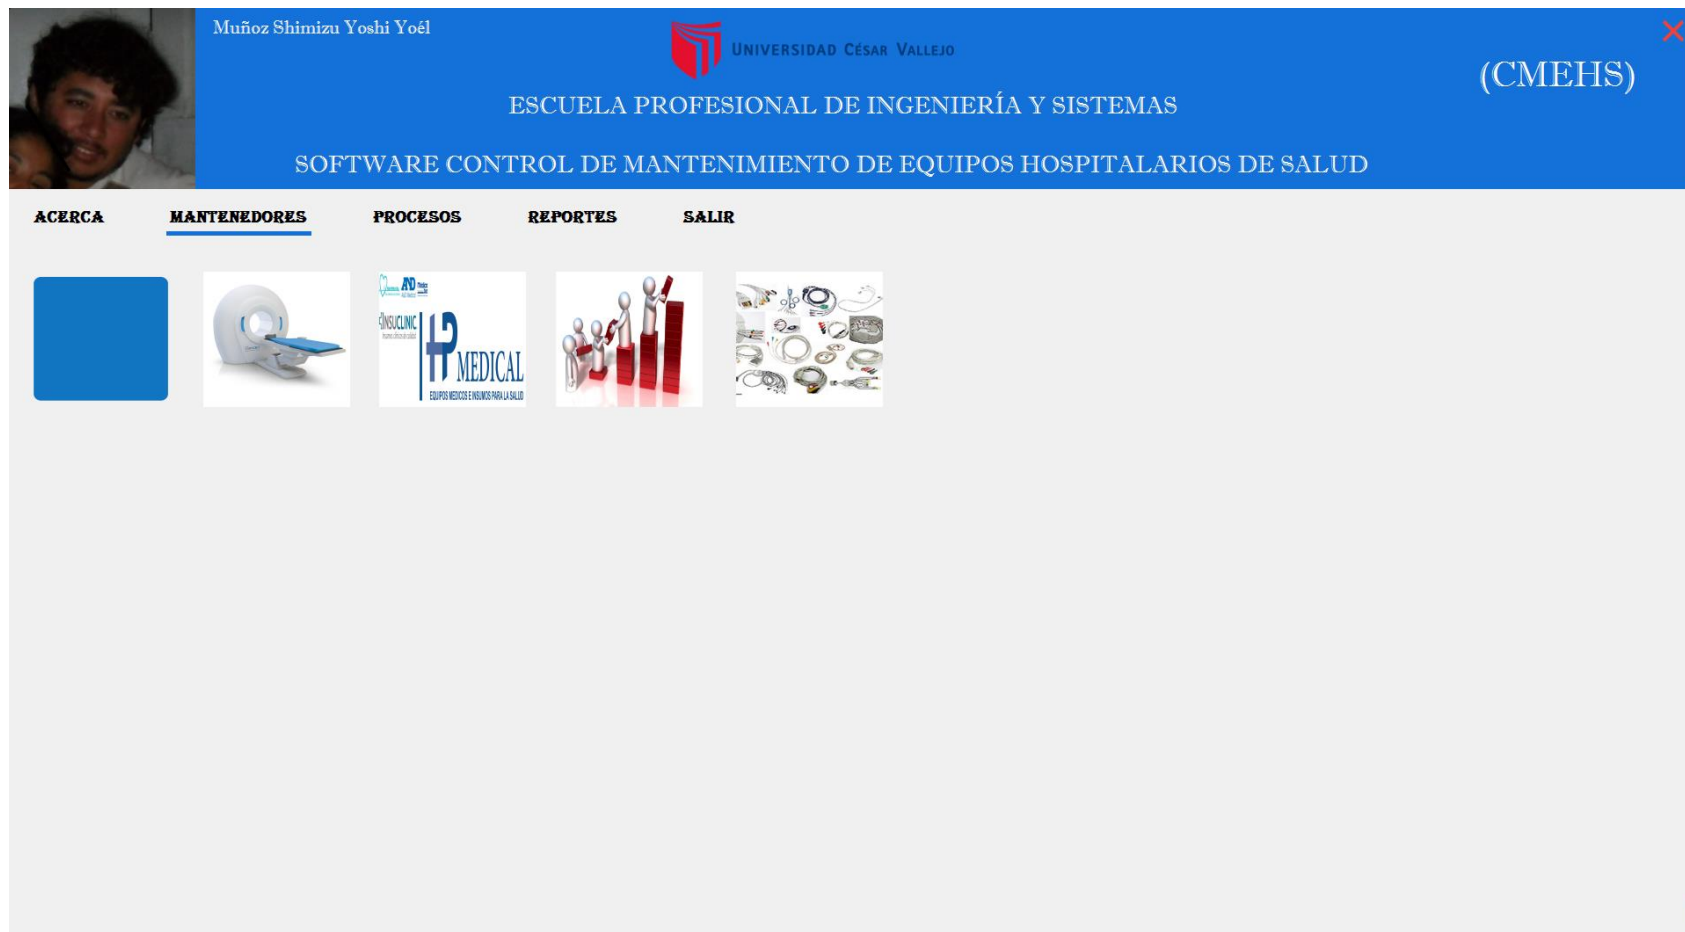 Muñoz Shimizu Yoshi Yoél
UNIVERSIDAD CÉSAR VALLEJO
(CMEHS)
ESCUELA PROFESIONAL DE INGENIERÍA Y SISTEMAS
SOFTWARE CONTROL DE MANTENIMIENTO DE EQUIPOS HOSPITALARIOS DE SALUD
ACERCA MANTENEDORES PROCESOS REPORTES SALIR
AND
INSUCLINIC
HP
MEDICAL
EQUIPOS MEDICOS E INSUMOS PARA LA SALUD